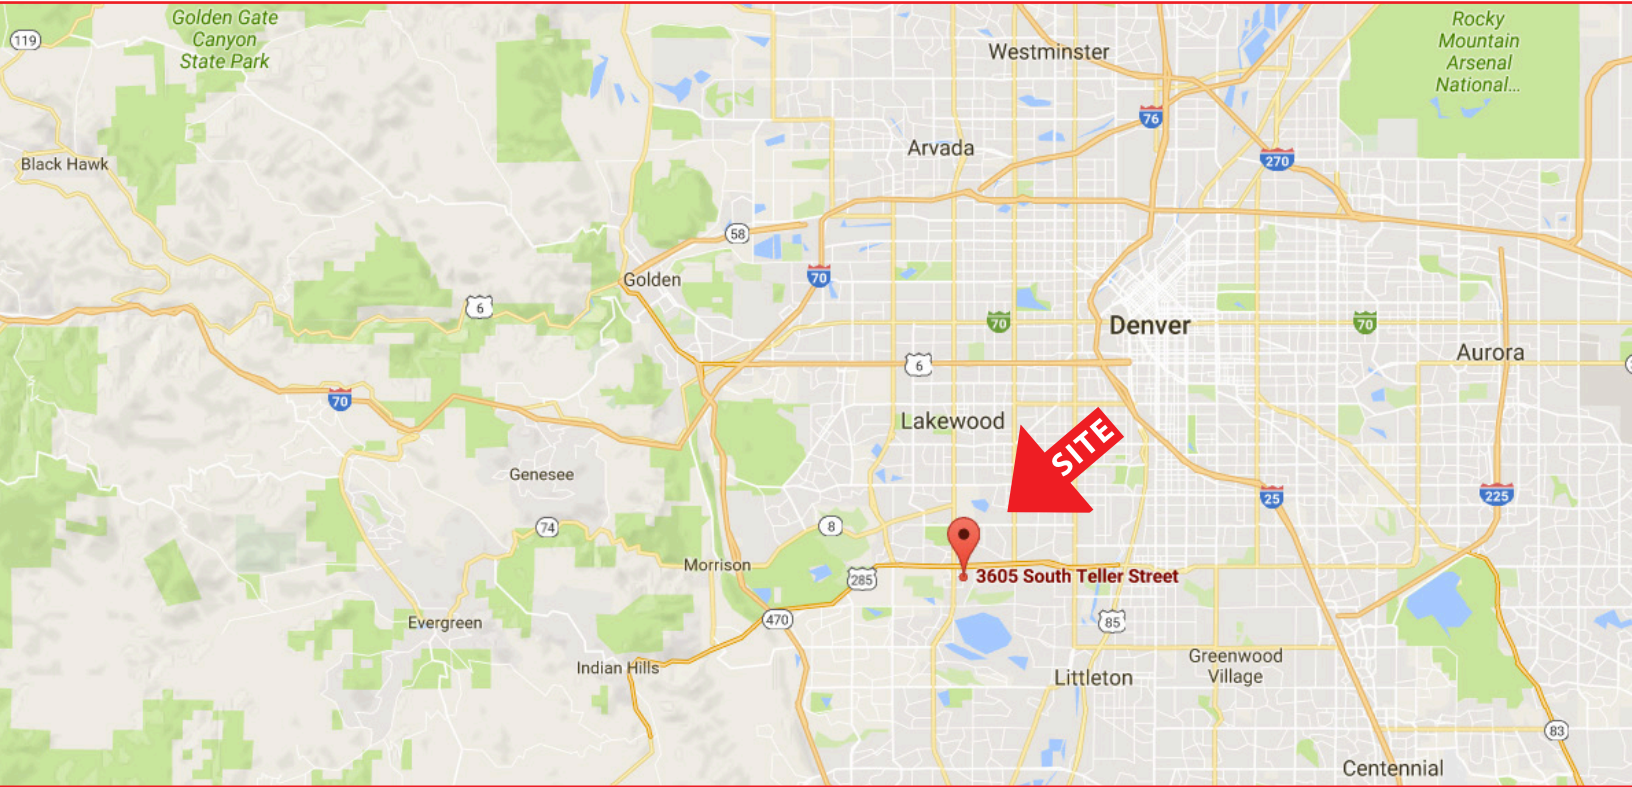 Golden Gate
Canyon
State Park
119
Rocky
Mountain
Arsenal
National...
Westminster
76
Arvada
270
Black Hawk
58
Golden
70
6
70
Denver
70
Aurora
6
70
Lakewood
SITE
Genesee
25
225
74
8
Morrison
285
3605 South Teller Street
470
85
Evergreen
Indian Hills
Greenwood
Village
Littleton
83
Centennial